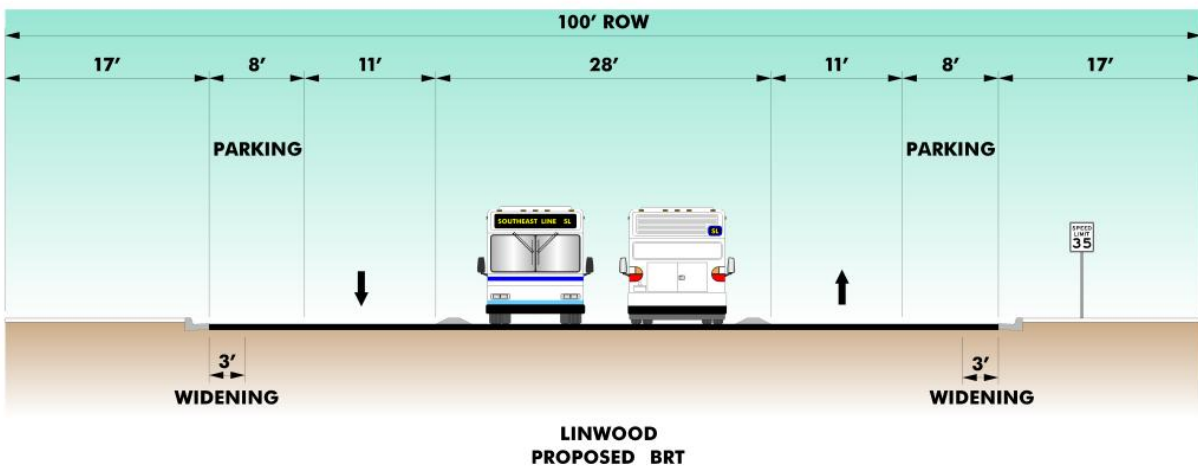 100' ROW
17' 8' 11' 28' 11' 8' 17'
PARKING PARKING
SOUTHEAST LINE SL
SL
SPEED
LIMIT
35
3' 3'
WIDENING WIDENING
LINWOOD
PROPOSED BRT